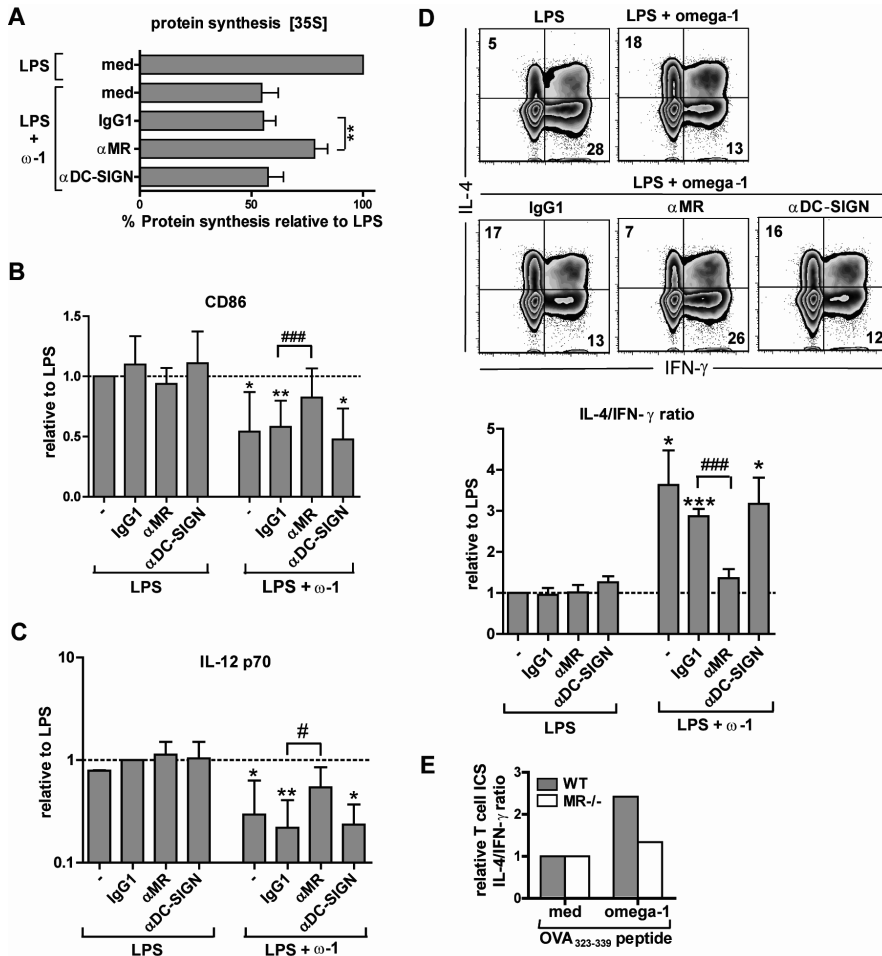 A
protein synthesis [35S]
LPS
med
LPS
+
ω-1
med
IgG1
αMR
αDC-SIGN
**
0
50
100
% Protein synthesis relative to LPS
B
CD86
relative to LPS
1.5
1.0
0.5
0.0
###
*
**
*
-
IgG1
αMR
αDC-SIGN
-
IgG1
αMR
αDC-SIGN
LPS
LPS + ω-1
C
IL-12 p70
relative to LPS
10
1
0.1
#
*
**
*
-
IgG1
αMR
αDC-SIGN
-
IgG1
αMR
αDC-SIGN
LPS
LPS + ω-1
D
LPS
LPS + omega-1
5
28
18
13
LPS + omega-1
IgG1
αMR
αDC-SIGN
17
13
7
26
16
12
IL-4
IFN-γ
IL-4/IFN-γ ratio
relative to LPS
5
4
3
2
1
0
*
***
###
*
-
IgG1
αMR
αDC-SIGN
-
IgG1
αMR
αDC-SIGN
LPS
LPS + ω-1
E
relative T cell ICS
IL-4/IFN-γ ratio
3
2
1
0
WT
MR-/-
med
omega-1
OVA323-339 peptide